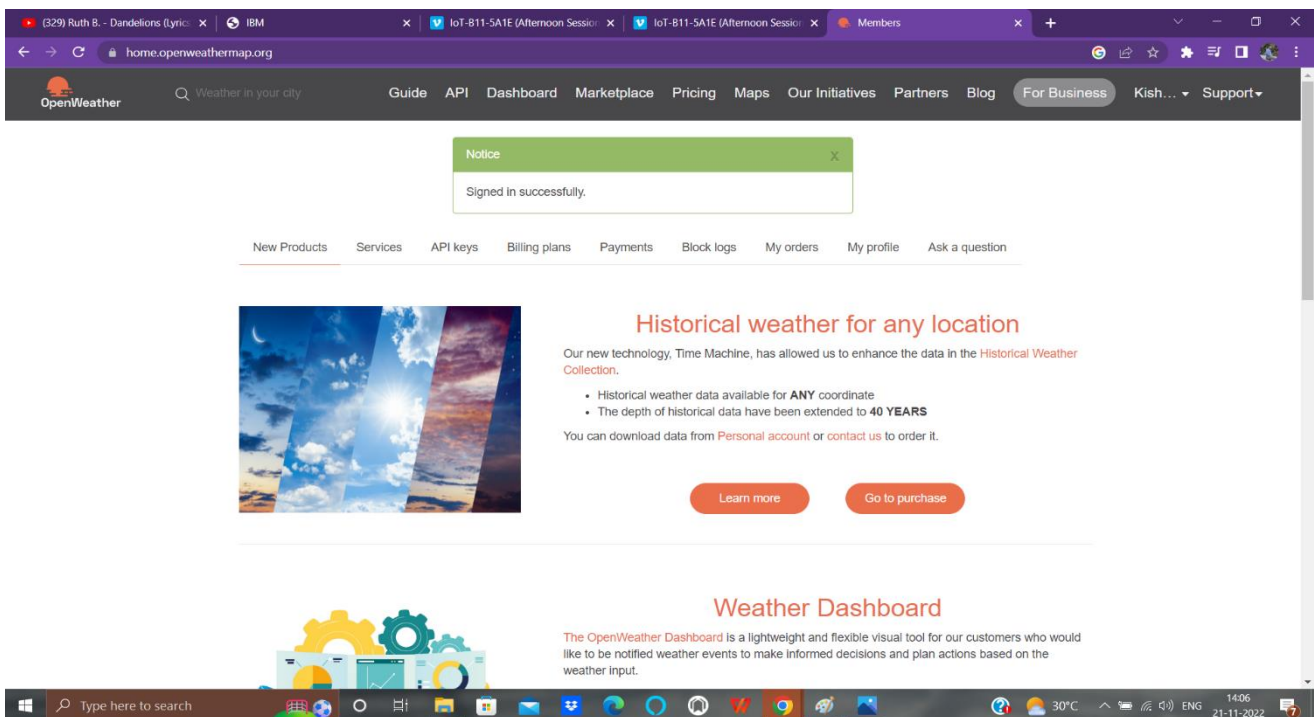 (329) Ruth B. - Dandelions (Lyrics
IBM
IoT-B11-5A1E (Afternoon Session
IoT-B11-5A1E (Afternoon Session
Members
home.openweathermap.org
OpenWeather
Weather in your city
Guide API Dashboard Marketplace Pricing Maps Our Initiatives Partners Blog For Business Kish... Support
Notice x
Signed in successfully.
New Products Services API keys Billing plans Payments Block logs My orders My profile Ask a question
Historical weather for any location
Our new technology, Time Machine, has allowed us to enhance the data in the Historical Weather
Collection.
• Historical weather data available for ANY coordinate
• The depth of historical data have been extended to 40 YEARS
You can download data from Personal account or contact us to order it.
Learn more Go to purchase
Weather Dashboard
The OpenWeather Dashboard is a lightweight and flexible visual tool for our customers who would
like to be notified weather events to make informed decisions and plan actions based on the
weather input.
Type here to search
30°C
ENG
14:06
21-11-2022
7